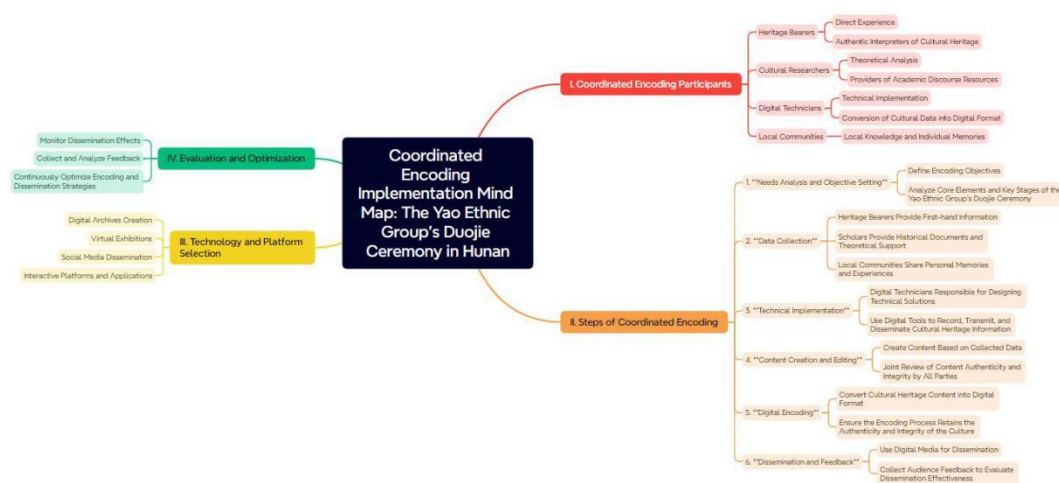 Coordinated
Encoding
Implementation Mind
Map: The Yao Ethnic
Group's Duojie
Ceremony in Hunan
I. Coordinated Encoding Participants
Heritage Bearers
Direct Experience
Authentic Interpreters of Cultural Heritage
Cultural Researchers
Theoretical Analysis
Providers of Academic Discourse Resources
Digital Technicians
Technical Implementation
Conversion of Cultural Data into Digital Format
Local Communities
Local Knowledge and Individual Memories
II. Steps of Coordinated Encoding
1. **Needs Analysis and Objective Setting**
Define Encoding Objectives
Analyze Core Elements and Key Stages of the
Yao Ethnic Group's Duojie Ceremony
2. **Data Collection**
Heritage Bearers Provide First-hand Information
Scholars Provide Historical Documents and
Theoretical Support
Local Communities Share Personal Memories
and Experiences
3. **Technical Implementation**
Digital Technicians Responsible for Designing
Technical Solutions
Use Digital Tools to Record, Transmit, and
Disseminate Cultural Heritage Information
4. **Content Creation and Editing**
Create Content Based on Collected Data
Joint Review of Content Authenticity and
Integrity by All Parties
5. **Digital Encoding**
Convert Cultural Heritage Content into Digital
Format
Ensure the Encoding Process Retains the
Authenticity and Integrity of the Culture
6. **Dissemination and Feedback**
Use Digital Media for Dissemination
Collect Audience Feedback to Evaluate
Dissemination Effectiveness
III. Technology and Platform
Selection
Digital Archives Creation
Virtual Exhibitions
Social Media Dissemination
Interactive Platforms and Applications
IV. Evaluation and Optimization
Monitor Dissemination Effects
Collect and Analyze Feedback
Continuously Optimize Encoding and
Dissemination Strategies